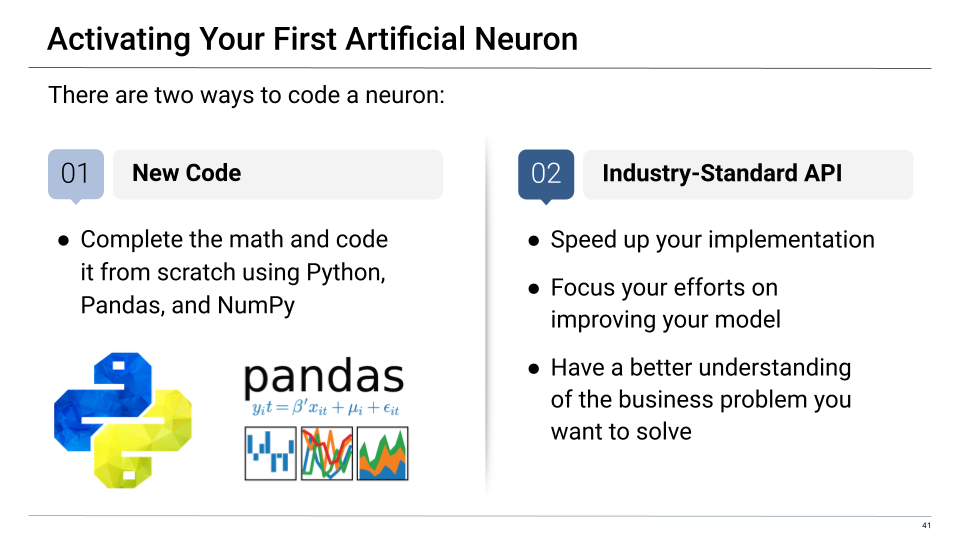 Activating Your First Artificial Neuron
There are two ways to code a neuron:
01 New Code
● Complete the math and code
it from scratch using Python,
Pandas, and NumPy
pandas
y_it = β′x_{it} + μ_i + ε_{it}
02 Industry-Standard API
● Speed up your implementation
● Focus your efforts on
improving your model
● Have a better understanding
of the business problem you
want to solve
41